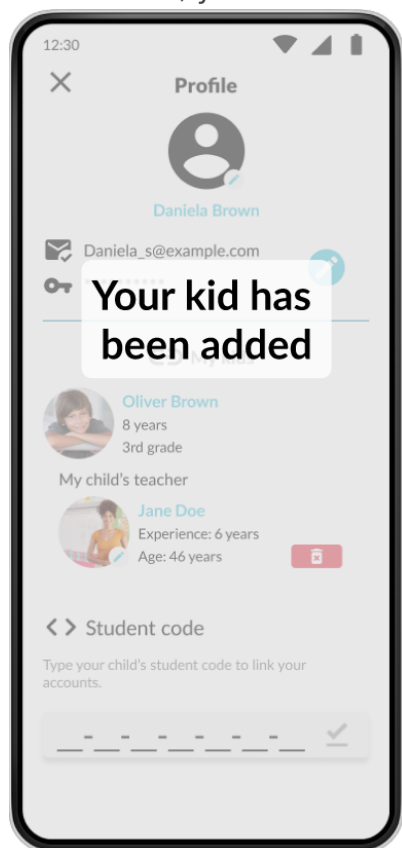 12:30
Profile
Daniela Brown
Daniela_s@example.com
Your kid has
been added
Oliver Brown
8 years
3rd grade
My child's teacher
Jane Doe
Experience: 6 years
Age: 46 years
Student code
Type your child's student code to link your
accounts.